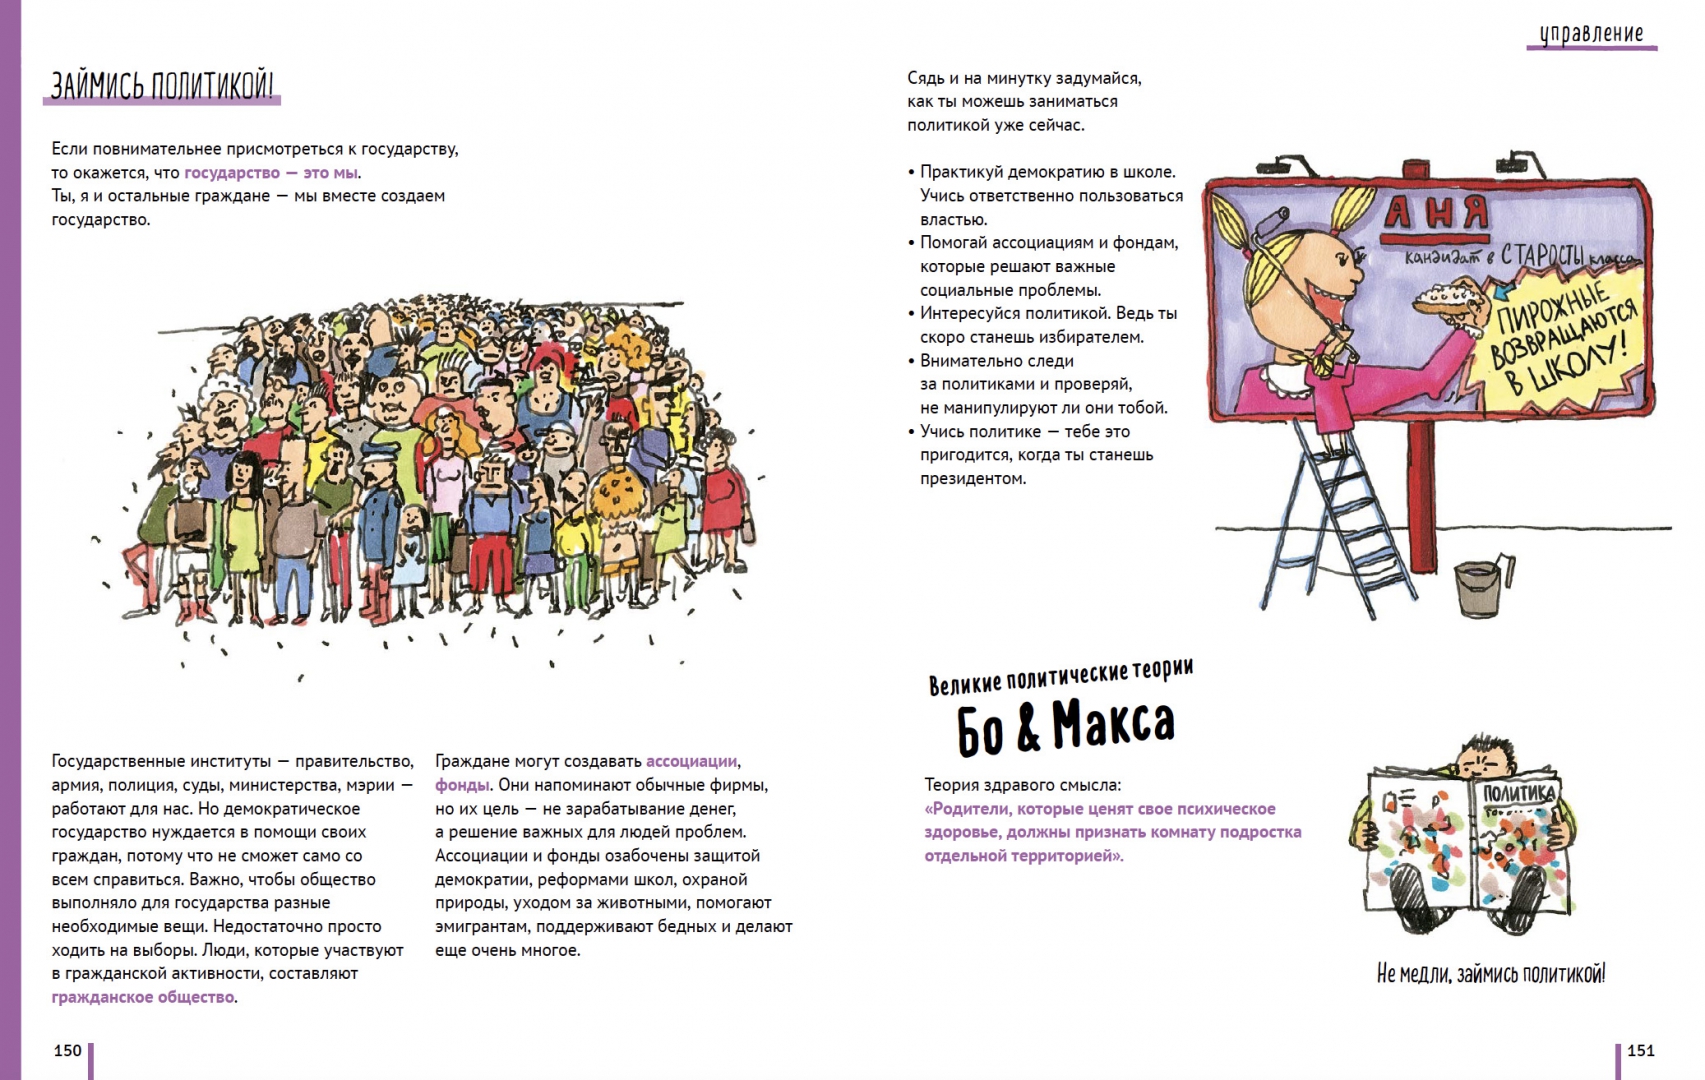 управление
ЗАЙМИСЬ ПОЛИТИКОЙ!
Если повнимательнее присмотреться к государству,
то окажется, что государство — это мы.
Ты, я и остальные граждане — мы вместе создаем
государство.
Государственные институты — правительство,
армия, полиция, суды, министерства, мэрии —
работают для нас. Но демократическое
государство нуждается в помощи своих
граждан, потому что не сможет само со
всем справиться. Важно, чтобы общество
выполняло для государства разные
необходимые вещи. Недостаточно просто
ходить на выборы. Люди, которые участвуют
в гражданской активности, составляют
гражданское общество.
Граждане могут создавать ассоциации,
фонды. Они напоминают обычные фирмы,
но их цель — не зарабатывание денег,
а решение важных для людей проблем.
Ассоциации и фонды озабочены защитой
демократии, реформами школ, охраной
природы, уходом за животными, помогают
эмигрантам, поддерживают бедных и делают
еще очень многое.
150
Сядь и на минутку задумайся,
как ты можешь заниматься
политикой уже сейчас.
• Практикуй демократию в школе.
Учись ответственно пользоваться
властью.
• Помогай ассоциациям и фондам,
которые решают важные
социальные проблемы.
• Интересуйся политикой. Ведь ты
скоро станешь избирателем.
• Внимательно следи
за политиками и проверяй,
не манипулируют ли они тобой.
• Учись политике — тебе это
пригодится, когда ты станешь
президентом.
АНЯ
кандидат в СТАРОСТЫ класса
ПИРОЖНЫЕ
ВОЗВРАЩАЮТСЯ
В ШКОЛУ!
Великие политические теории
Бо & Макса
Теория здравого смысла:
«Родители, которые ценят свое психическое
здоровье, должны признать комнату подростка
отдельной территорией».
ПОЛИТИКА
Не медли, займись политикой!
151